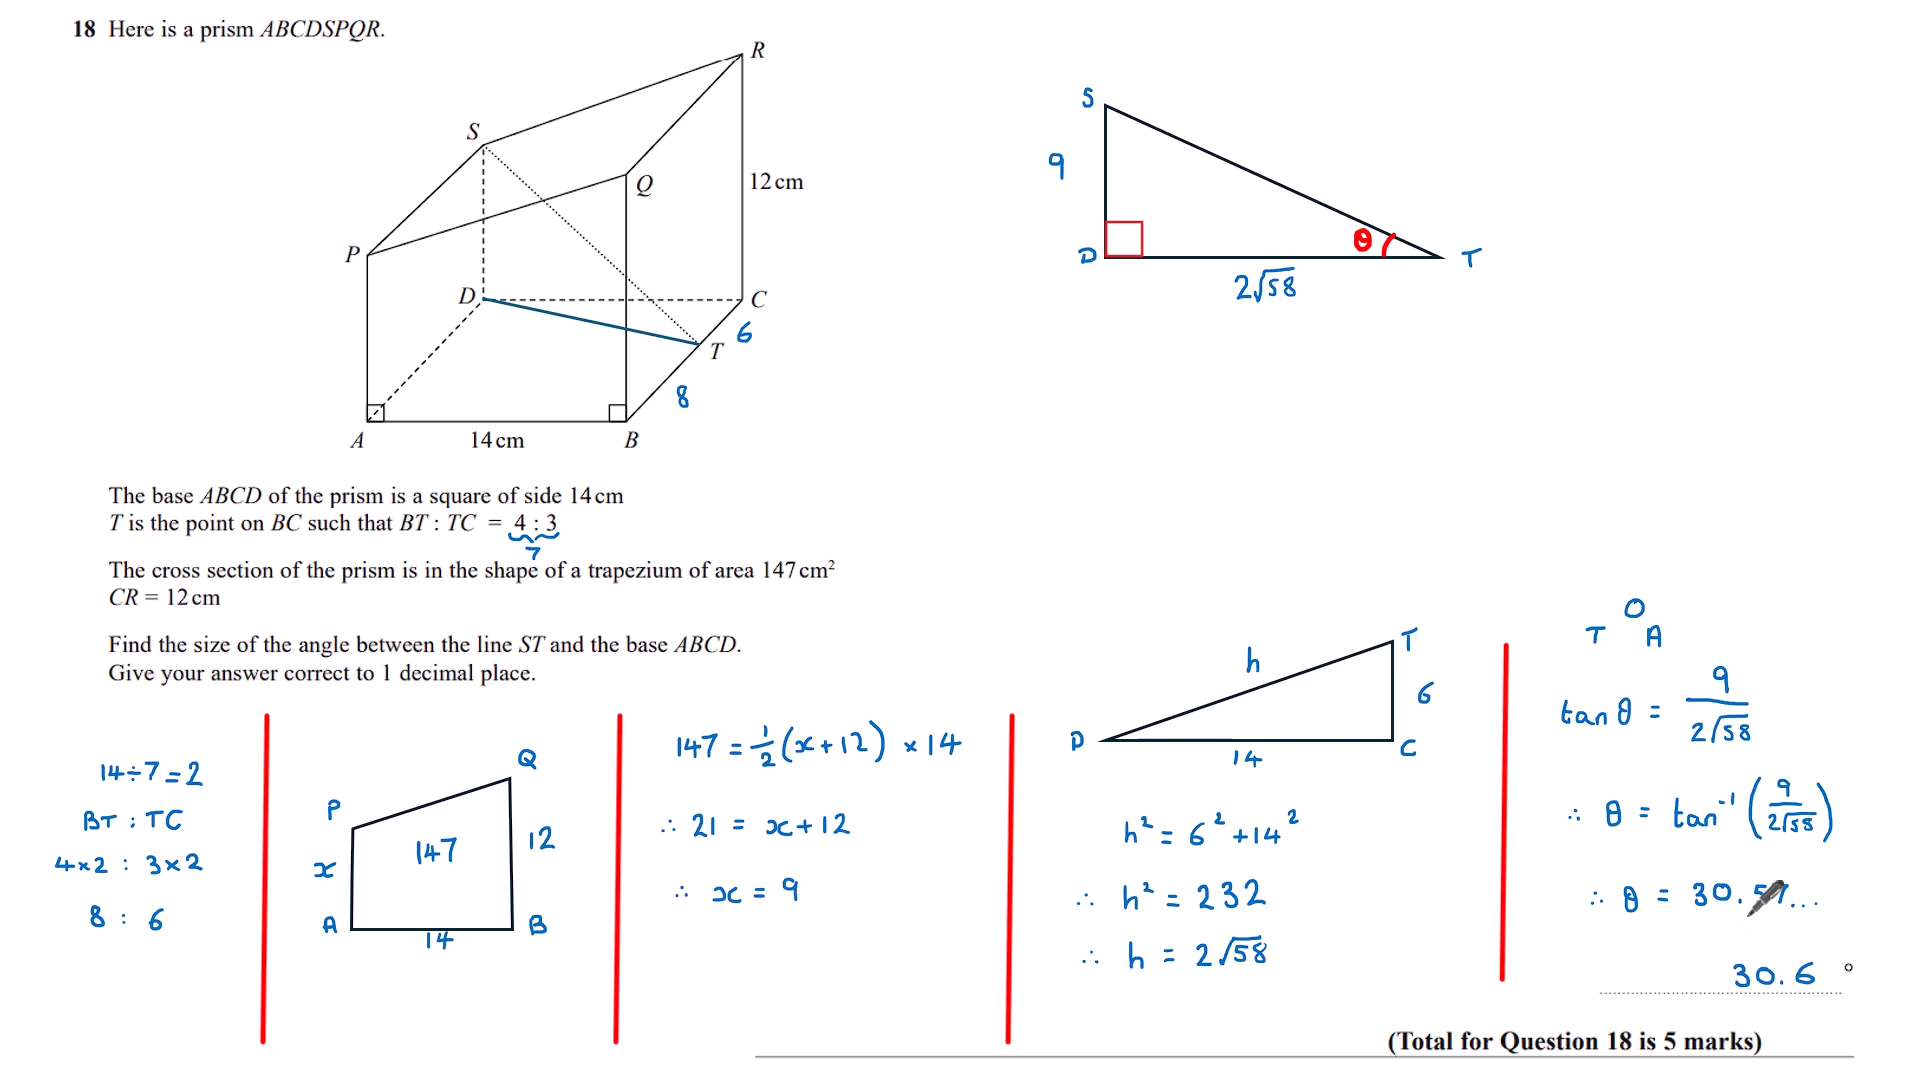 18 Here is a prism ABCDSPQR.
R
S
Q
12 cm
P
D
C
6
T
8
A
14 cm
B
S
9
D
θ
T
2√58
The base ABCD of the prism is a square of side 14 cm
T is the point on BC such that BT : TC = 4 : 3
7
The cross section of the prism is in the shape of a trapezium of area 147 cm²
CR = 12 cm
Find the size of the angle between the line ST and the base ABCD.
Give your answer correct to 1 decimal place.
14÷7=2
BT : TC
4×2 : 3×2
8 : 6
Q
P
147
12
x
A
14
B
147 = ½(x+12) × 14
∴ 21 = x+12
∴ x = 9
T
h
6
D
14
C
h² = 6² + 14²
∴ h² = 232
∴ h = 2√58
O
T A
tan θ = 9/2√58
∴ θ = tan⁻¹(9/2√58)
∴ θ = 30.
30.6 °
(Total for Question 18 is 5 marks)